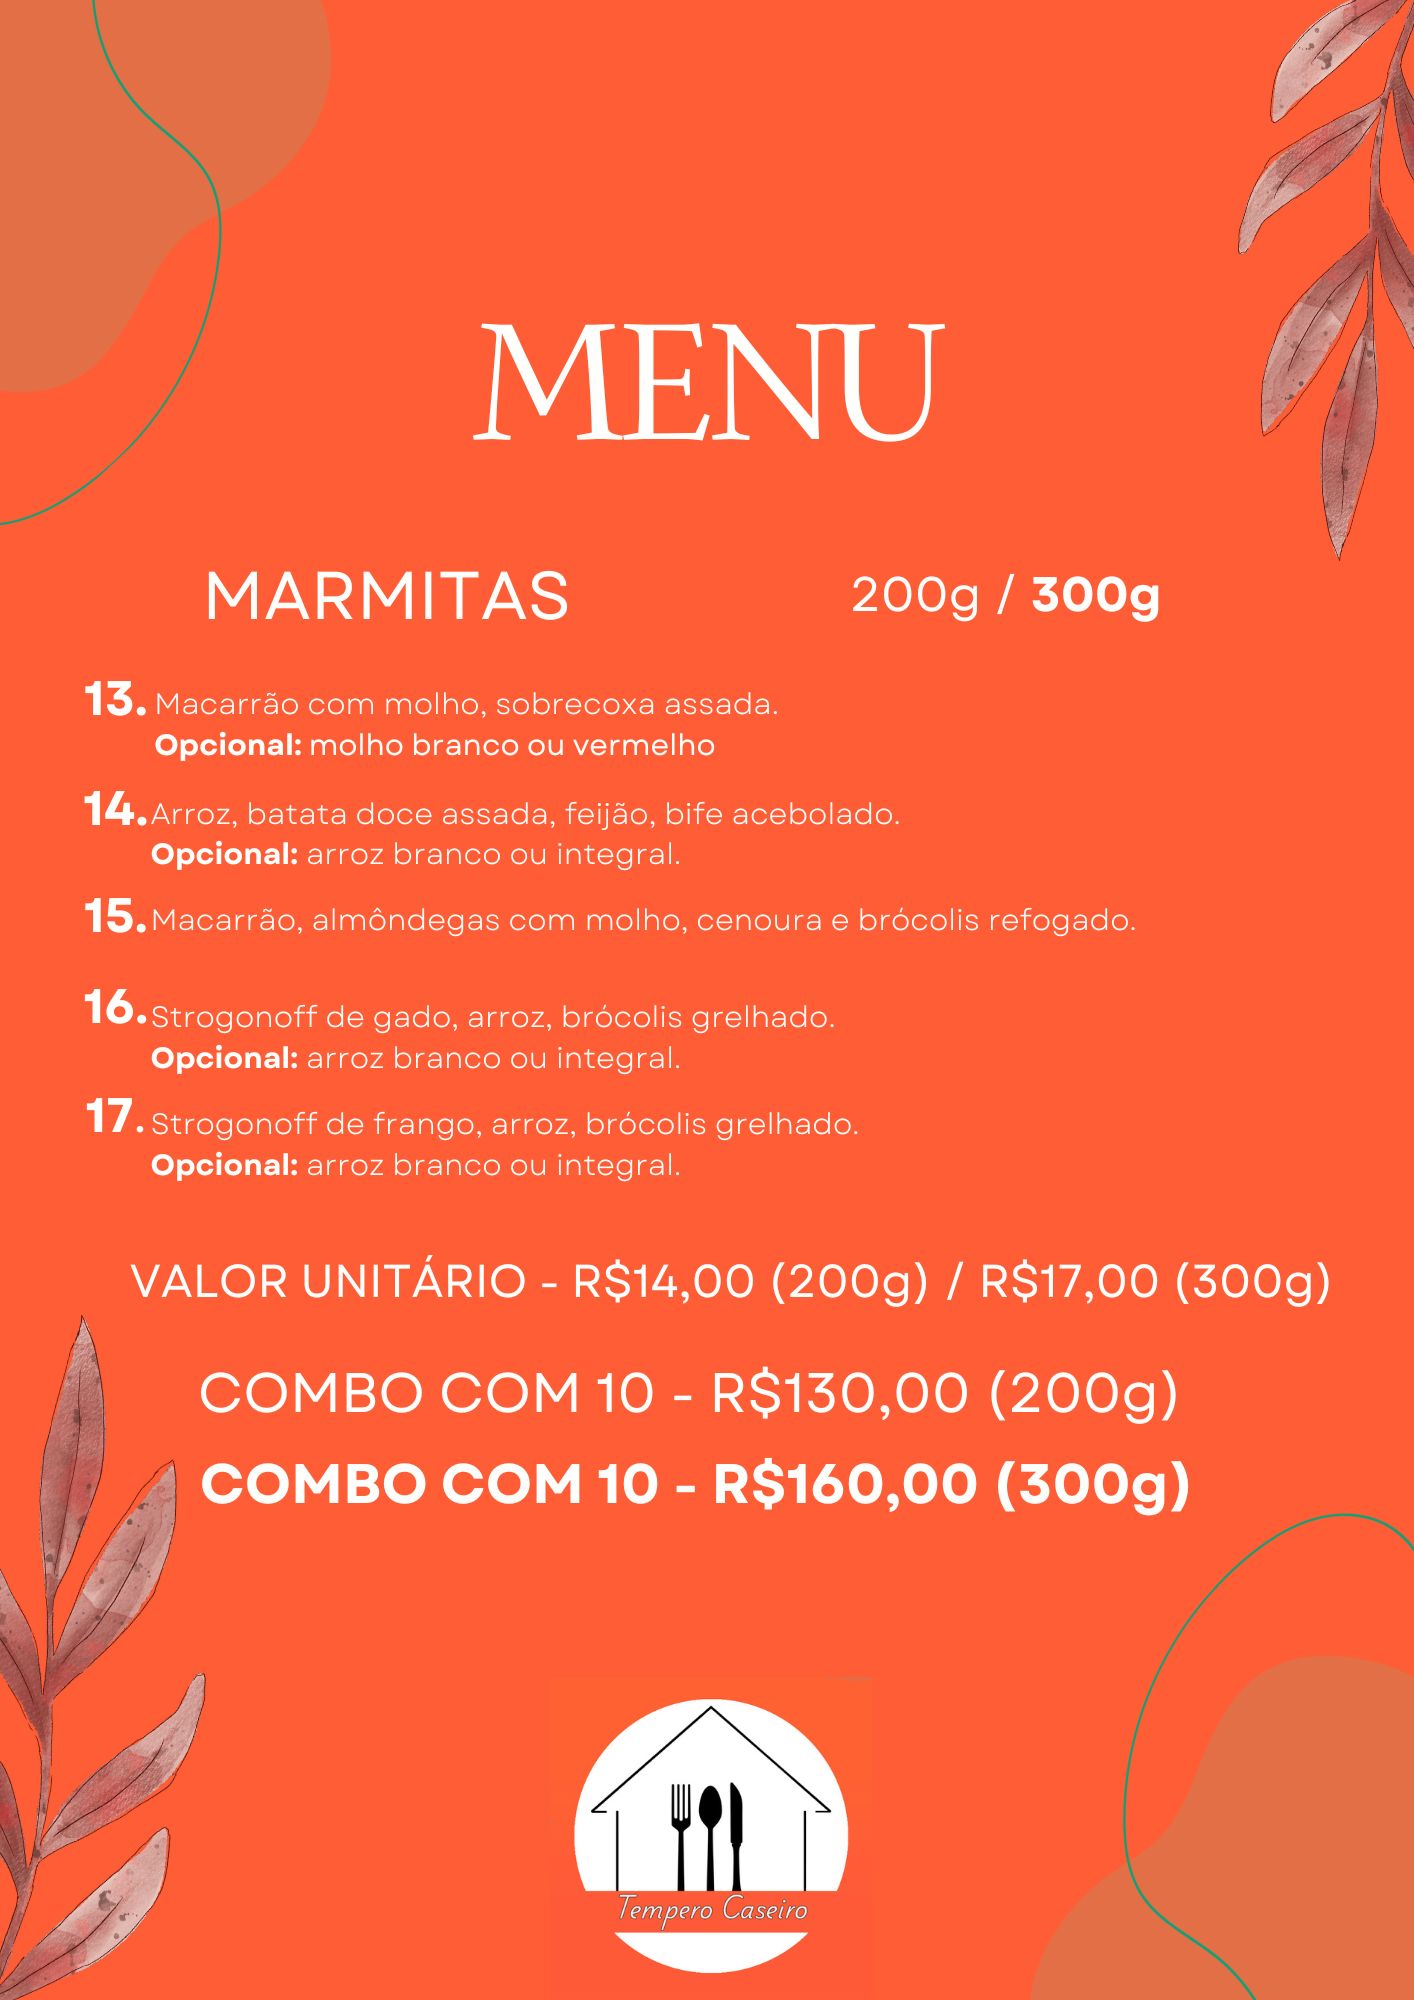 MENU
MARMITAS 200g / 300g
13. Macarrão com molho, sobrecoxa assada.
Opcional: molho branco ou vermelho
14. Arroz, batata doce assada, feijão, bife acebolado.
Opcional: arroz branco ou integral.
15. Macarrão, almôndegas com molho, cenoura e brócolis refogado.
16. Strogonoff de gado, arroz, brócolis grelhado.
Opcional: arroz branco ou integral.
17. Strogonoff de frango, arroz, brócolis grelhado.
Opcional: arroz branco ou integral.
VALOR UNITÁRIO - R$14,00 (200g) / R$17,00 (300g)
COMBO COM 10 - R$130,00 (200g)
COMBO COM 10 - R$160,00 (300g)
Tempero Caseiro